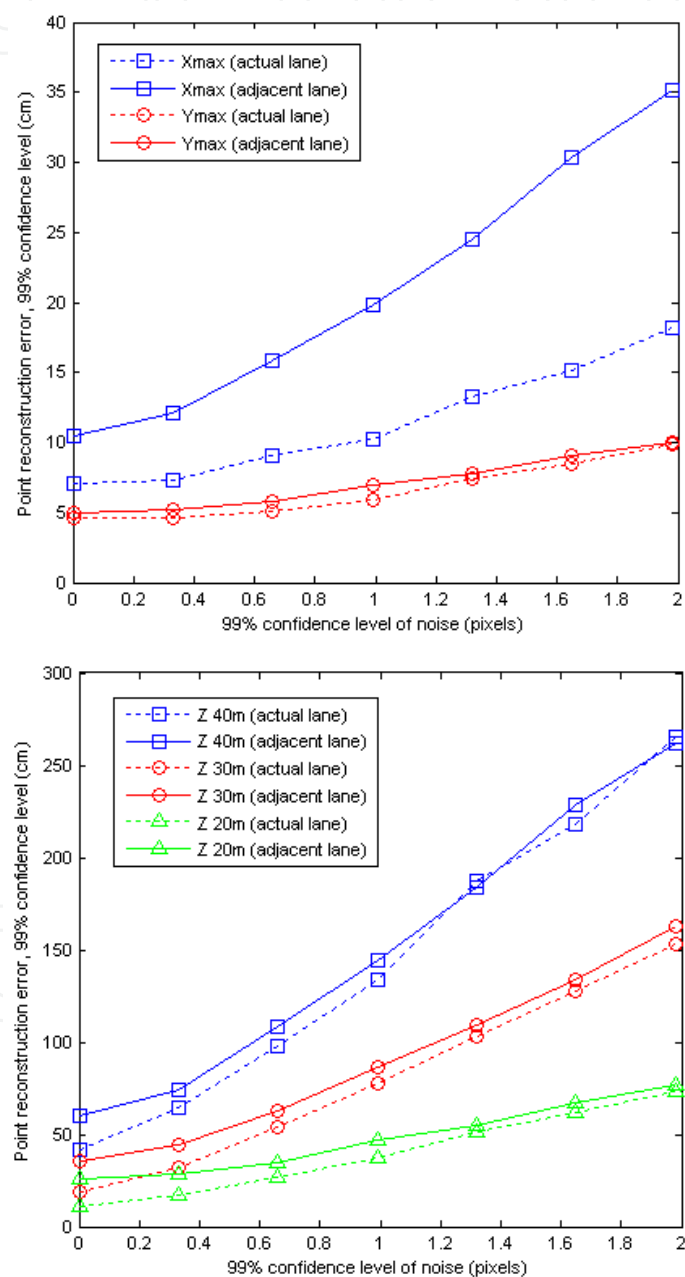 40
35
30
25
20
15
10
5
0
Point reconstruction error, 99% confidence level (cm)
Xmax (actual lane)
Xmax (adjacent lane)
Ymax (actual lane)
Ymax (adjacent lane)
0 0.2 0.4 0.6 0.8 1 1.2 1.4 1.6 1.8 2
99% confidence level of noise (pixels)
300
250
200
150
100
50
0
Point reconstruction error, 99% confidence level (cm)
Z 40m (actual lane)
Z 40m (adjacent lane)
Z 30m (actual lane)
Z 30m (adjacent lane)
Z 20m (actual lane)
Z 20m (adjacent lane)
0 0.2 0.4 0.6 0.8 1 1.2 1.4 1.6 1.8 2
99% confidence level of noise (pixels)